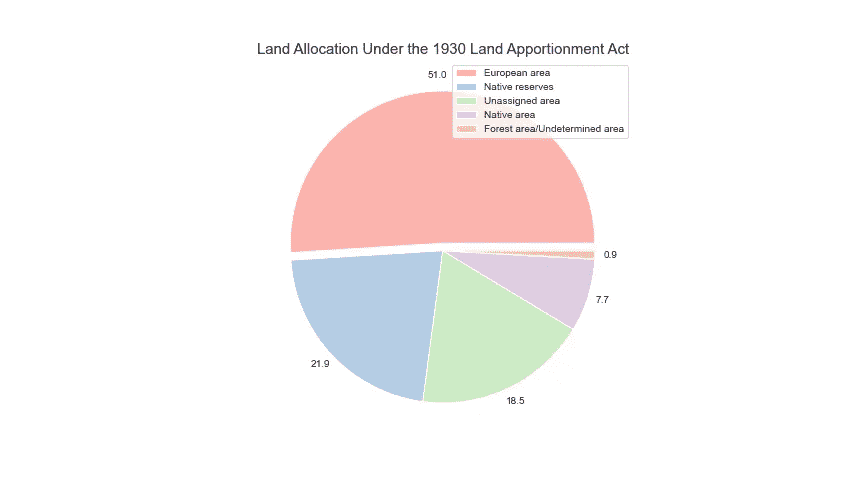 Land Allocation Under the 1930 Land Apportionment Act
51.0
European area
Native reserves
Unassigned area
Native area
Forest area/Undetermined area
0.9
7.7
21.9
18.5